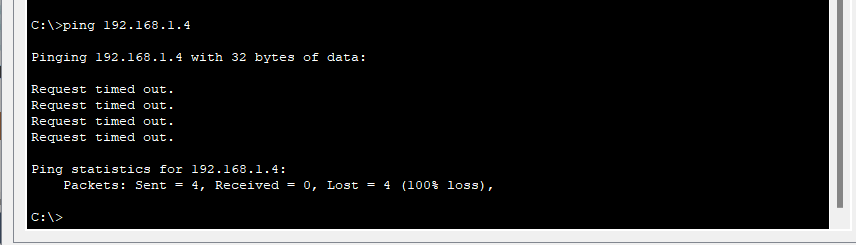 C:\>ping 192.168.1.4
Pinging 192.168.1.4 with 32 bytes of data:
Request timed out.
Request timed out.
Request timed out.
Request timed out.
Ping statistics for 192.168.1.4:
    Packets: Sent = 4, Received = 0, Lost = 4 (100% loss),
C:\>